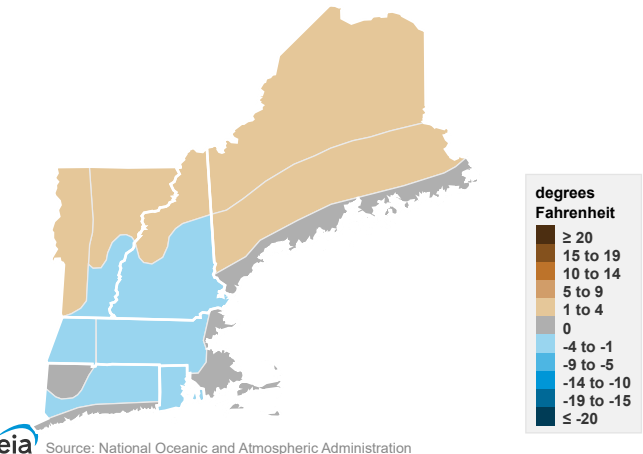 degrees
Fahrenheit
≥ 20
15 to 19
10 to 14
5 to 9
1 to 4
0
-4 to -1
-9 to -5
-14 to -10
-19 to -15
≤ -20
eia Source: National Oceanic and Atmospheric Administration